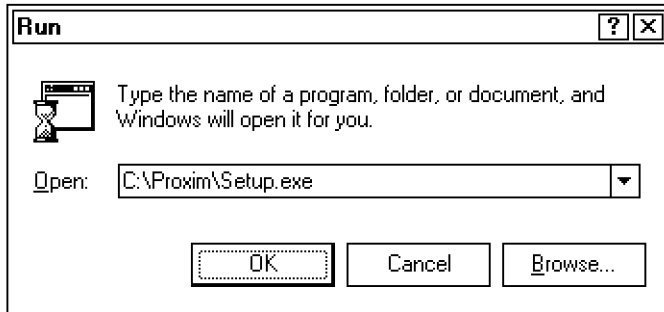 Run
Type the name of a program, folder, or document, and
Windows will open it for you.
Open: C:\Proxim\Setup.exe
OK Cancel Browse...